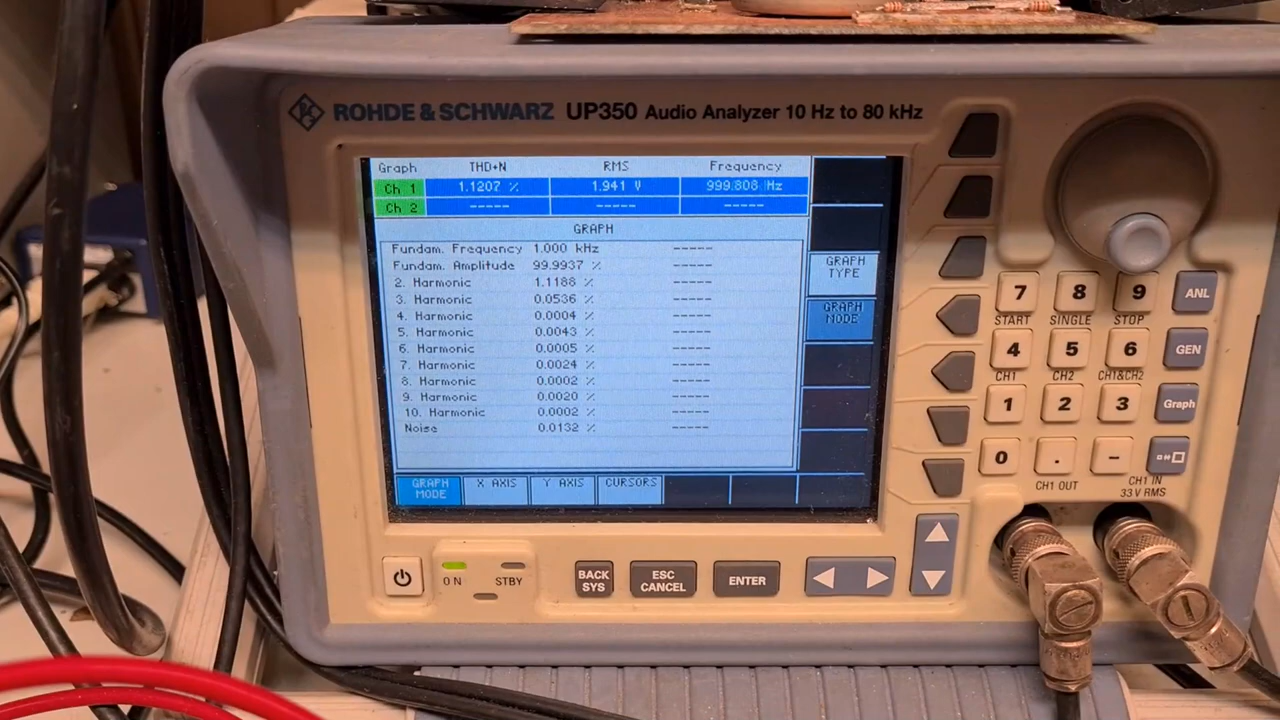 ROHDE & SCHWARZ UP350 Audio Analyzer 10 Hz to 80 kHz
Graph THD+N RMS Frequency
Ch 1 1.1207 % 1.941 V 999.808 Hz
Ch 2 ----- ----- -----
GRAPH
Fundam. Frequency 1.000 kHz -----
Fundam. Amplitude 99.9937 % -----
2. Harmonic 1.1188 % -----
3. Harmonic 0.0536 % -----
4. Harmonic 0.0004 % -----
5. Harmonic 0.0043 % -----
6. Harmonic 0.0005 % -----
7. Harmonic 0.0024 % -----
8. Harmonic 0.0002 % -----
9. Harmonic 0.0020 % -----
10. Harmonic 0.0002 % -----
Noise 0.0132 % -----
GRAPH TYPE
GRAPH MODE
GRAPH MODE X AXIS Y AXIS CURSORS
7 8 9 ANL
START SINGLE STOP
4 5 6 GEN
CH1 CH2 CH1&CH2
1 2 3 Graph
0 . –
CH1 OUT CH1 IN
33 V RMS
ON STBY
BACK SYS
ESC CANCEL
ENTER